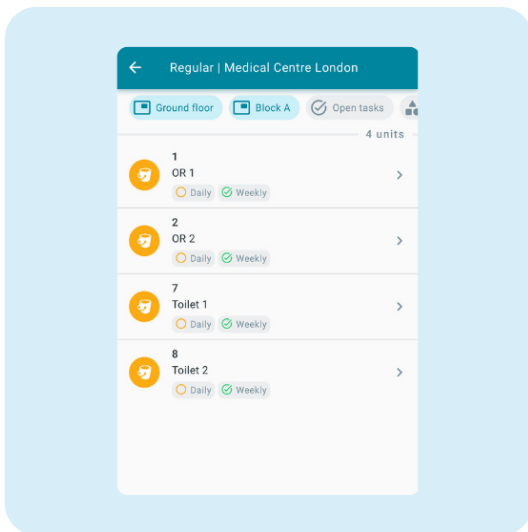 Regular | Medical Centre London
Ground floor Block A Open tasks
4 units
1
OR 1
Daily Weekly
2
OR 2
Daily Weekly
7
Toilet 1
Daily Weekly
8
Toilet 2
Daily Weekly